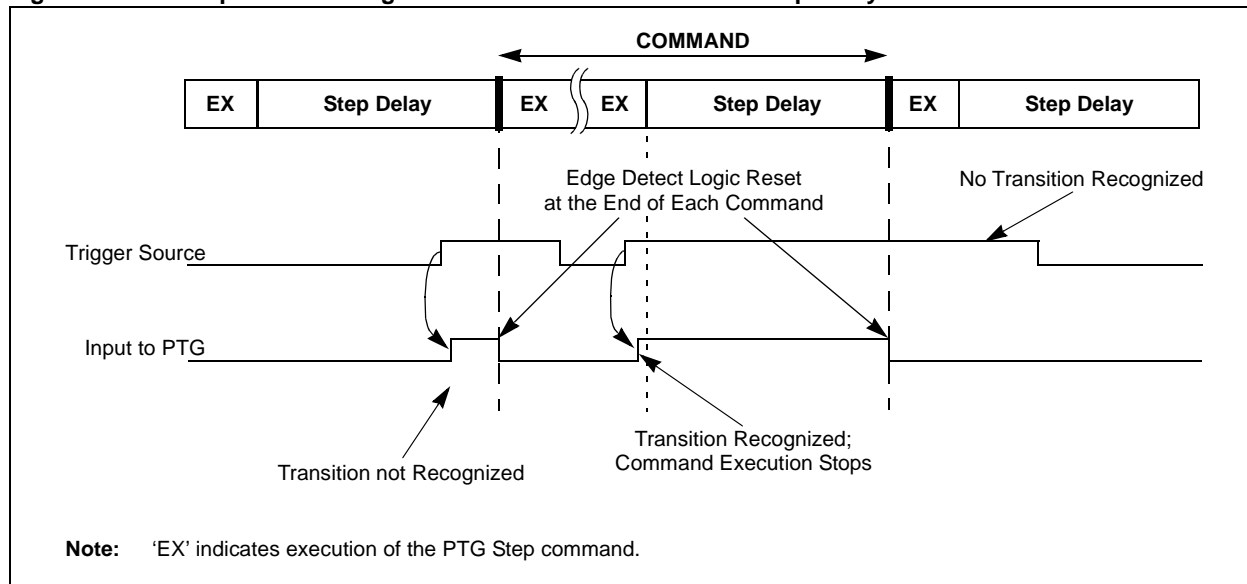 COMMAND
EX Step Delay EX EX Step Delay EX Step Delay
Edge Detect Logic Reset
at the End of Each Command
No Transition Recognized
Trigger Source
Input to PTG
Transition Recognized;
Command Execution Stops
Transition not Recognized
Note: ‘EX’ indicates execution of the PTG Step command.